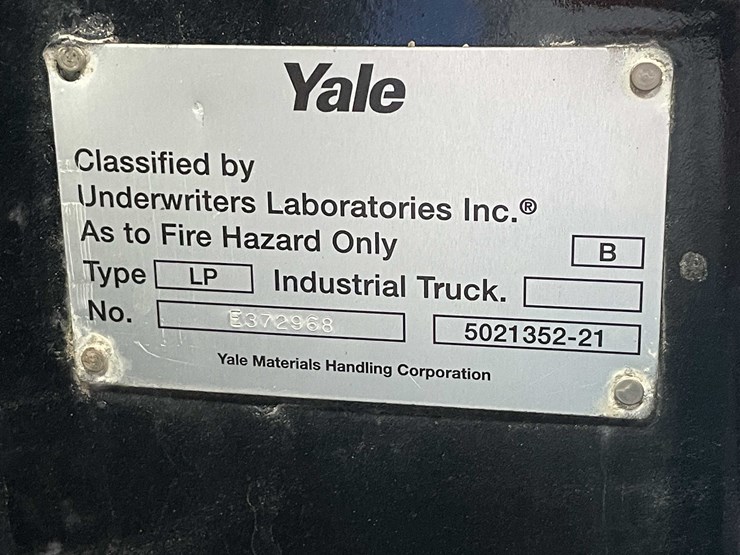 Yale
Classified by
Underwriters Laboratories Inc.®
As to Fire Hazard Only
B
Type LP Industrial Truck.
No. E372968 5021352-21
Yale Materials Handling Corporation